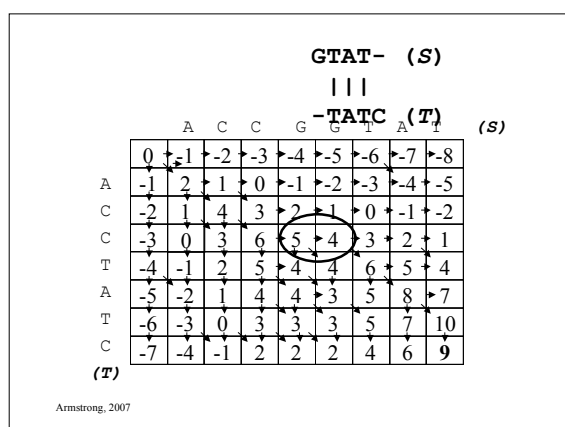 GTAT- (S)
|||
-TATC (T)
A C C G G T A T (S)
0 -1 -2 -3 -4 -5 -6 -7 -8
A -1 2 1 0 -1 -2 -3 -4 -5
C -2 1 4 3 2 1 0 -1 -2
C -3 0 3 6 5 4 3 2 1
T -4 -1 2 5 4 4 6 5 4
A -5 -2 1 4 4 3 5 8 7
T -6 -3 0 3 3 3 5 7 10
C -7 -4 -1 2 2 2 4 6 9
(T)
Armstrong, 2007